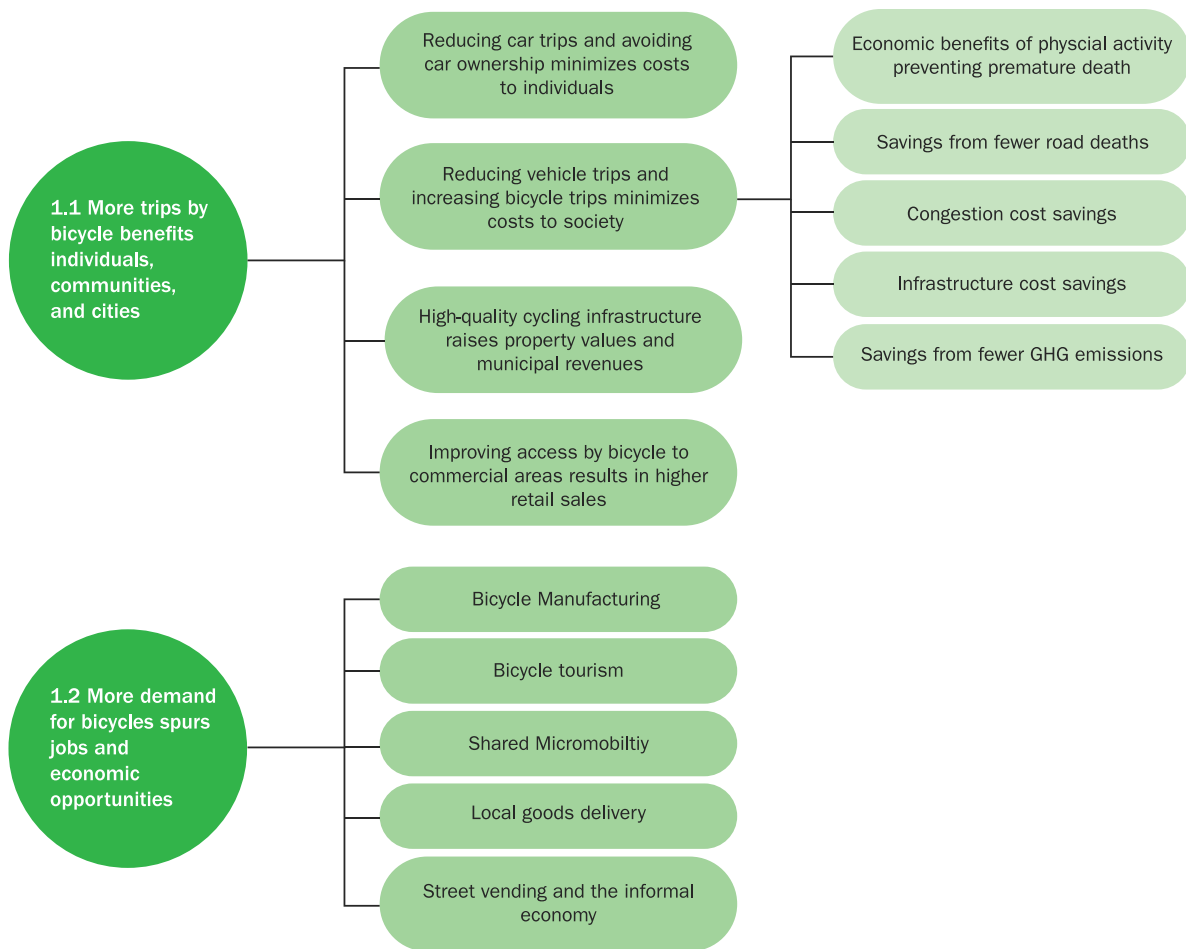 1.1 More trips by
bicycle benefits
individuals,
communities,
and cities
Reducing car trips and avoiding
car ownership minimizes costs
to individuals
Reducing vehicle trips and
increasing bicycle trips minimizes
costs to society
High-quality cycling infrastructure
raises property values and
municipal revenues
Improving access by bicycle to
commercial areas results in higher
retail sales
Economic benefits of physcial activity
preventing premature death
Savings from fewer road deaths
Congestion cost savings
Infrastructure cost savings
Savings from fewer GHG emissions
1.2 More demand
for bicycles spurs
jobs and
economic
opportunities
Bicycle Manufacturing
Bicycle tourism
Shared Micromobiltiy
Local goods delivery
Street vending and the informal
economy